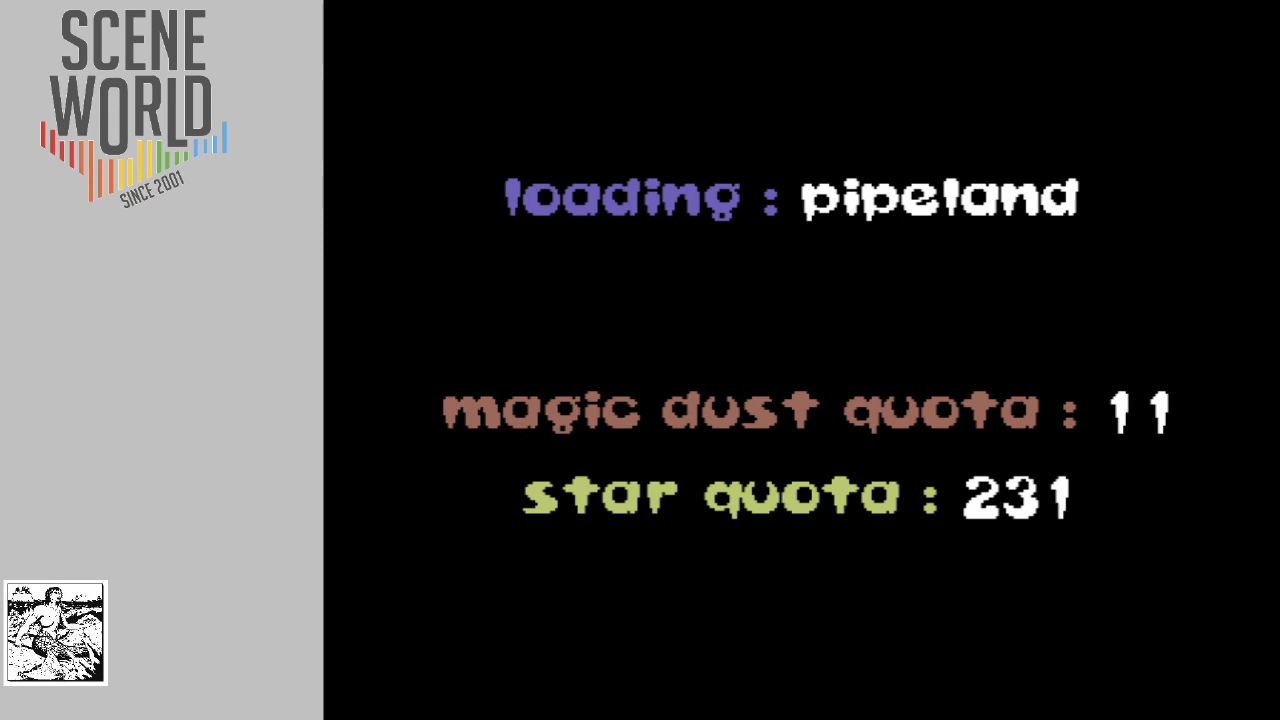 SCENE
WORLD
SINCE 2001
loading : pipeland
magic dust quota : 11
star quota : 231